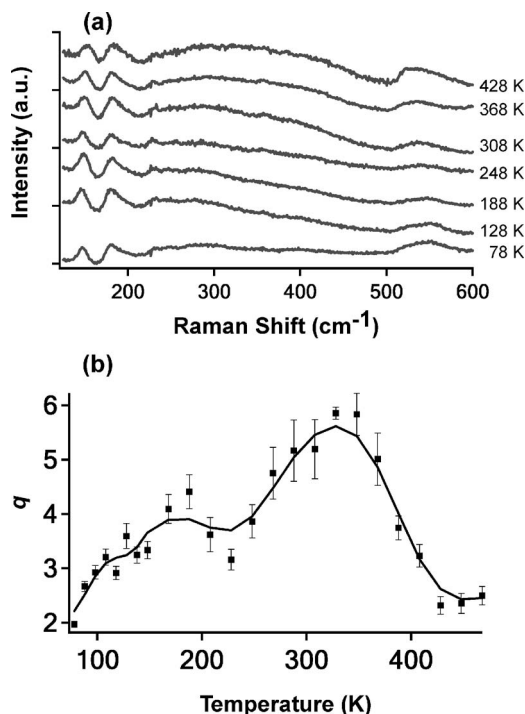 (a)
Intensity (a.u.)
428 K
368 K
308 K
248 K
188 K
128 K
78 K
200 300 400 500 600
Raman Shift (cm-1)
(b)
q
6
5
4
3
2
100 200 300 400
Temperature (K)